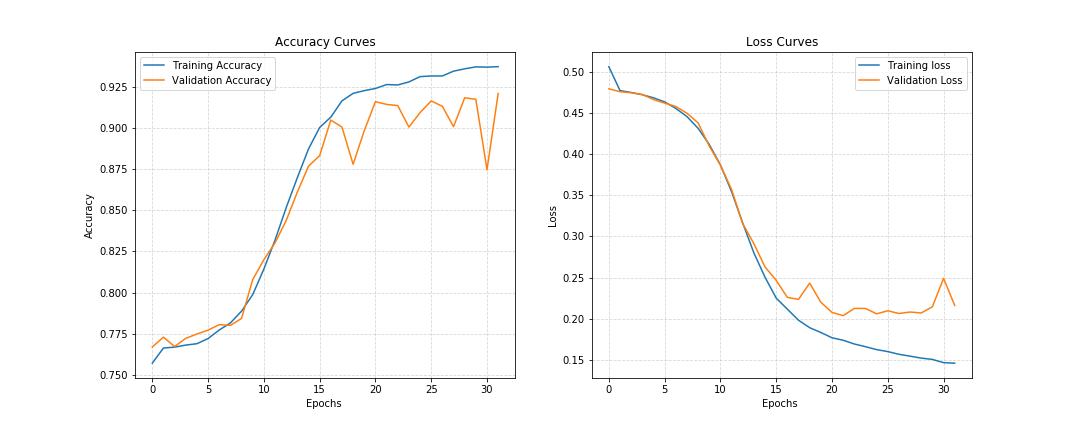 Accuracy Curves
Training Accuracy
Validation Accuracy
0.925
0.900
0.875
0.850
0.825
0.800
0.775
0.750
Accuracy
0 5 10 15 20 25 30
Epochs
Loss Curves
Training loss
Validation Loss
0.50
0.45
0.40
0.35
0.30
0.25
0.20
0.15
Loss
0 5 10 15 20 25 30
Epochs